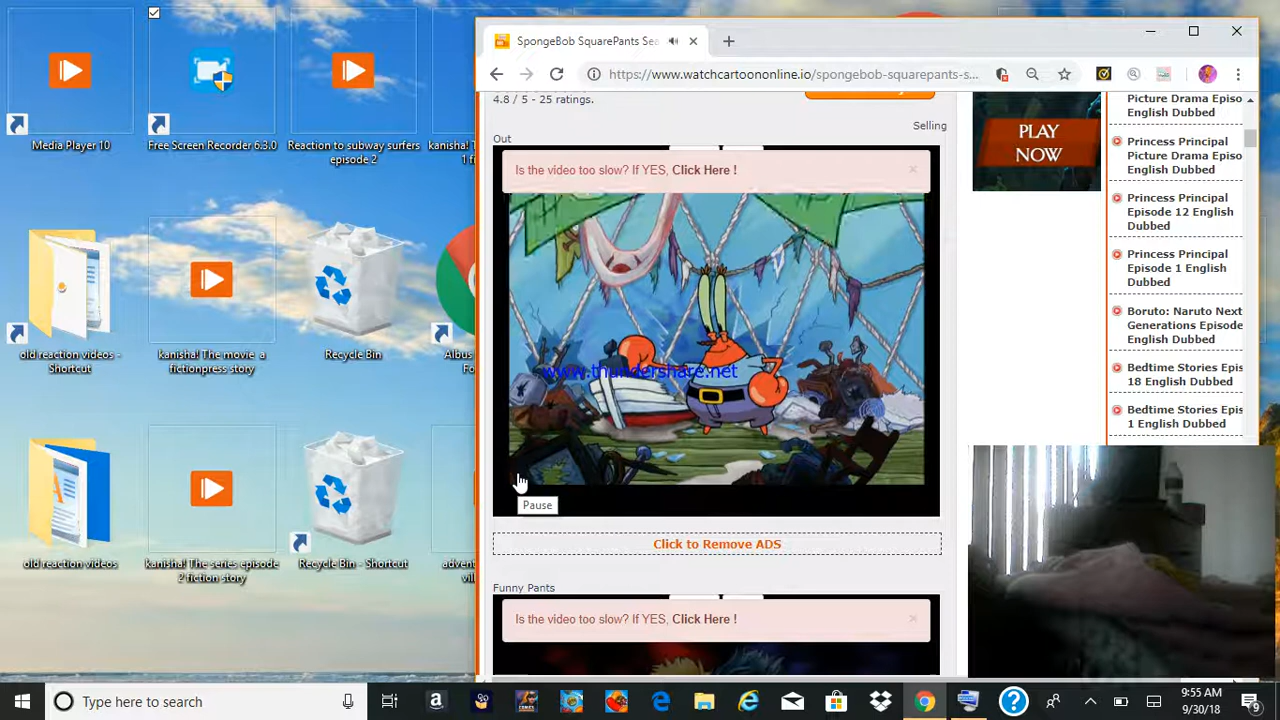 Media Player 10
Free Screen Recorder 6.3.0
Reaction to subway surfers
episode 2
kanisha!
old reaction videos -
Shortcut
kanisha! The movie a
fictionpress story
Recycle Bin
Albus
old reaction videos
kanisha! The series episode
2 fiction story
Recycle Bin - Shortcut
SpongeBob SquarePants Sea
https://www.watchcartoononline.io/spongebob-squarepants-s...
4.8 / 5 - 25 ratings.
Selling
Out
Is the video too slow? If YES, Click Here !
×
www.thundershare.net
Pause
Click to Remove ADS
Funny Pants
Is the video too slow? If YES, Click Here !
×
PLAY
NOW
Picture Drama Episo
English Dubbed
Princess Principal
Picture Drama Episo
English Dubbed
Princess Principal
Episode 12 English
Dubbed
Princess Principal
Episode 1 English
Dubbed
Boruto: Naruto Next
Generations Episode
English Dubbed
Bedtime Stories Epis
18 English Dubbed
Bedtime Stories Epis
1 English Dubbed
Type here to search
9:55 AM
9/30/18
9